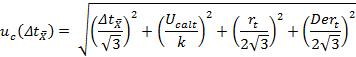 u_c(Δt_X̄) = √((Δt_X̄/√3)² + (U_calt/k)² + (r_t/2√3)² + (Der_t/2√3)²)